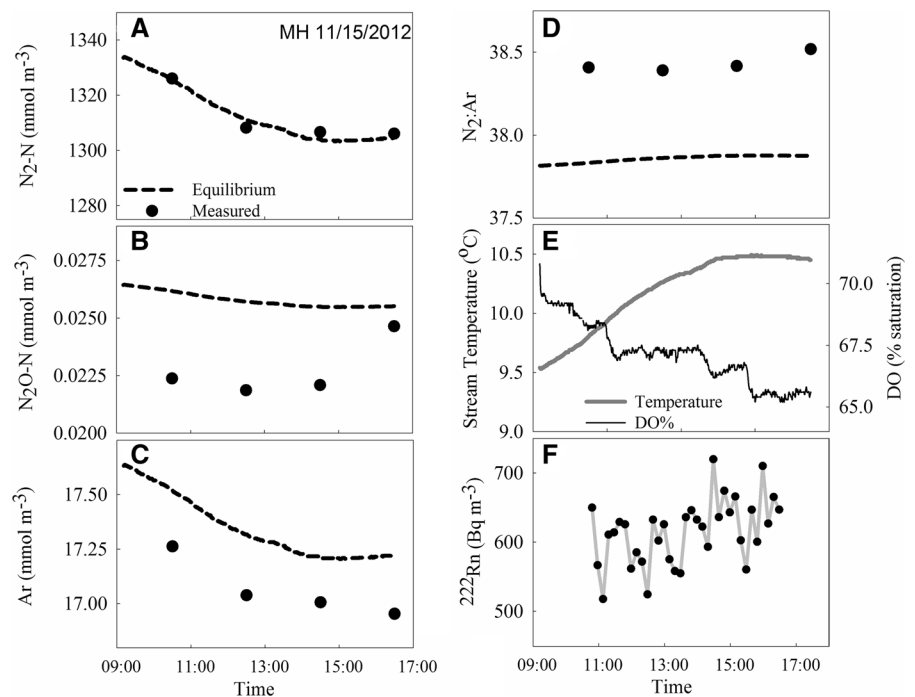 A
MH 11/15/2012
N2-N (mmol m-3)
1340
1320
1300
1280
Equilibrium
Measured
B
N2O-N (mmol m-3)
0.0275
0.0250
0.0225
0.0200
C
Ar (mmol m-3)
17.50
17.25
17.00
09:00 11:00 13:00 15:00 17:00
Time
D
N2:Ar
38.5
38.0
37.5
E
Stream Temperature (oC)
10.5
10.0
9.5
9.0
DO (% saturation)
70.0
67.5
65.0
Temperature
DO%
F
222Rn (Bq m-3)
700
600
500
09:00 11:00 13:00 15:00 17:00
Time